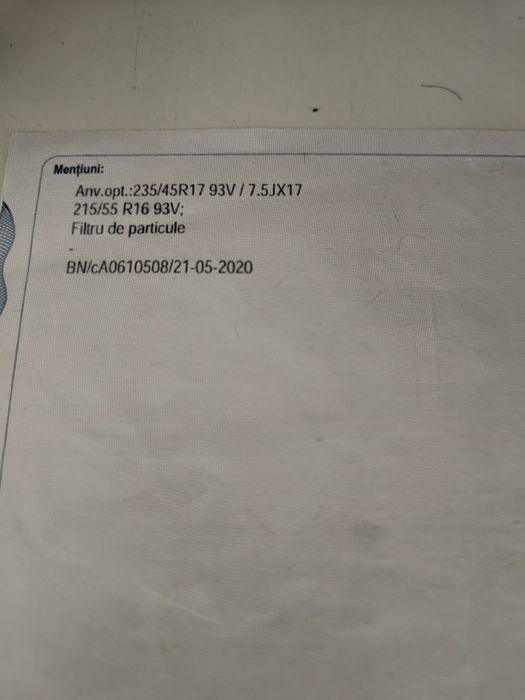 Mențiuni:
Anv.opt.:235/45R17 93V / 7.5JX17
215/55 R16 93V;
Filtru de particule
-
BN/cA0610508/21-05-2020